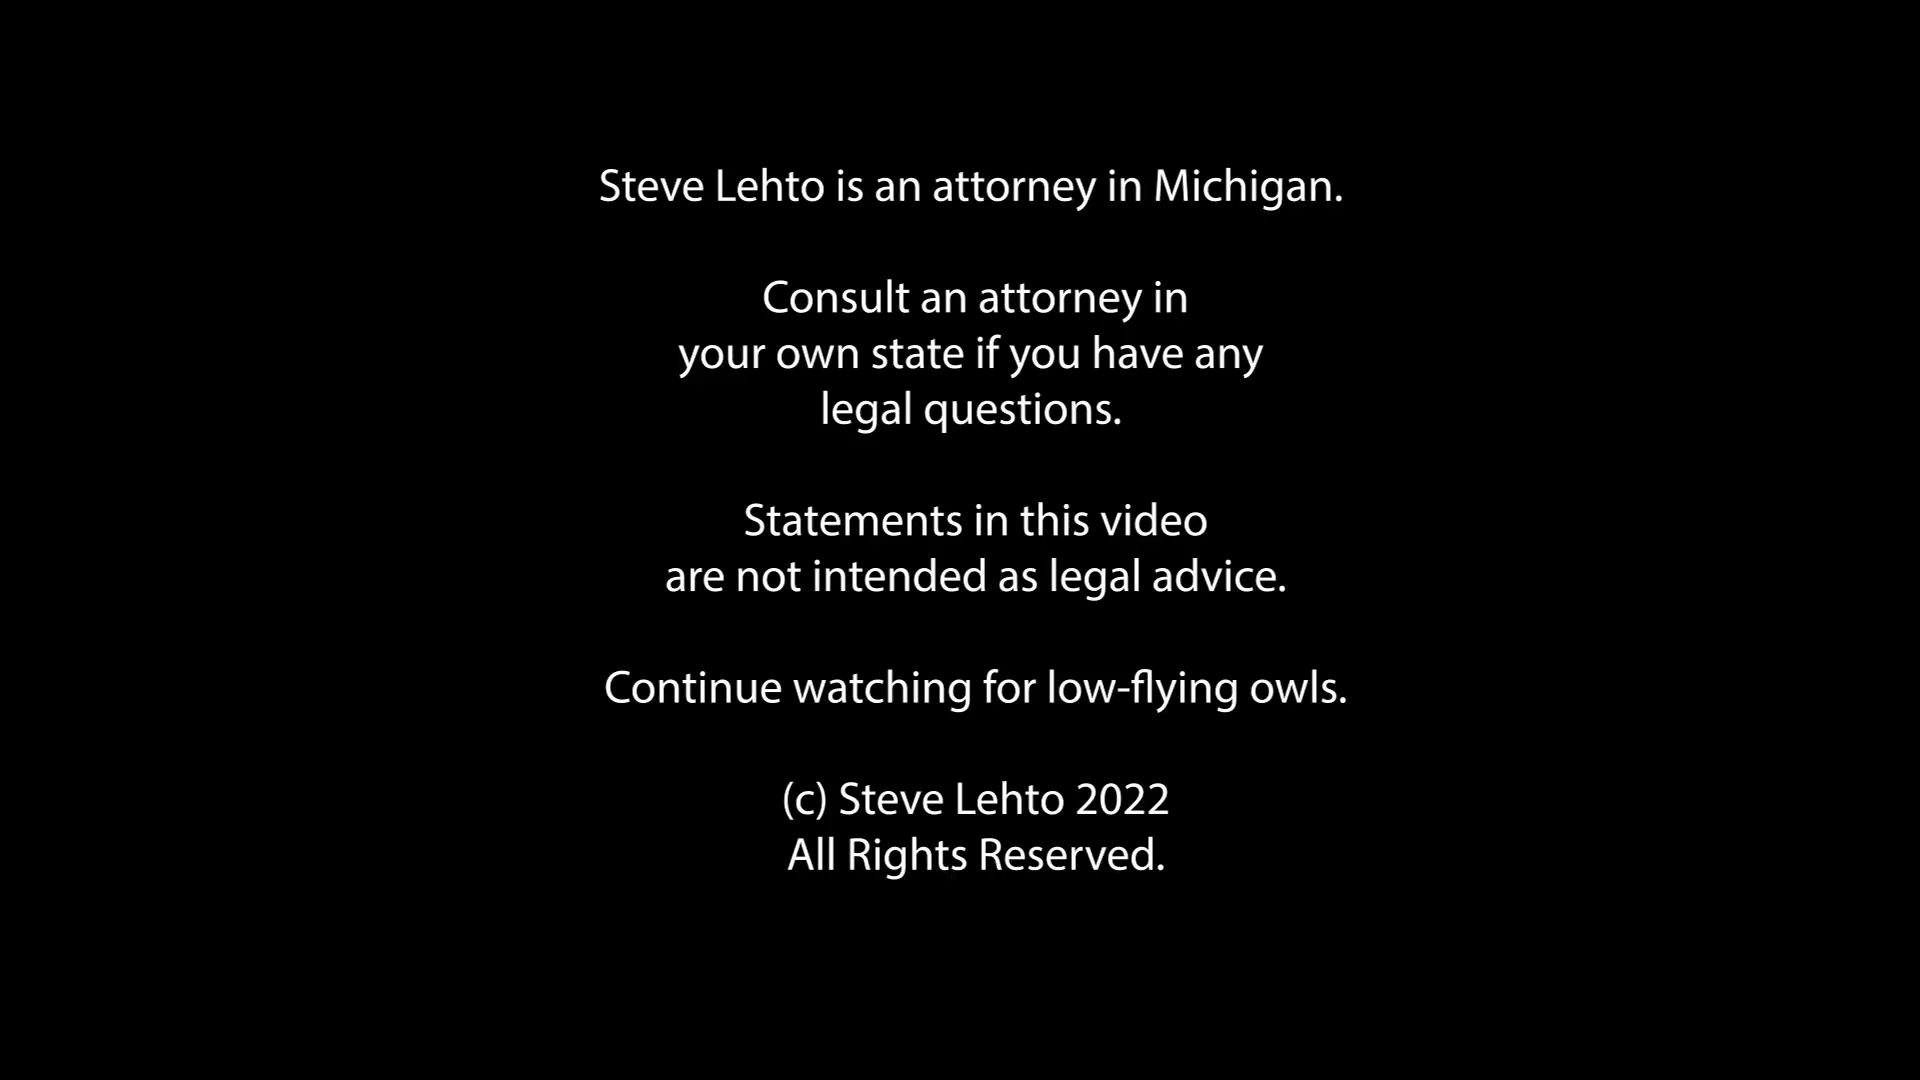 Steve Lehto is an attorney in Michigan.
Consult an attorney in
your own state if you have any
legal questions.
Statements in this video
are not intended as legal advice.
Continue watching for low-flying owls.
(c) Steve Lehto 2022
All Rights Reserved.